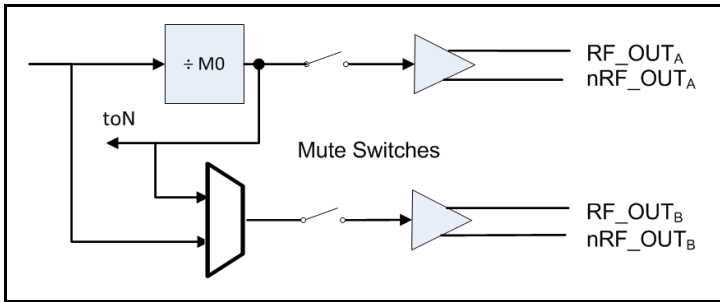 ÷ M0
RF_OUTA
nRF_OUTA
toN
Mute Switches
RF_OUTB
nRF_OUTB